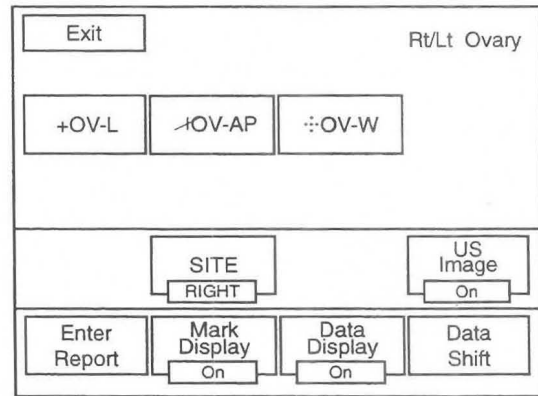 Exit
Rt/Lt Ovary
+OV-L
+OV-AP
⁘OV-W
SITE
RIGHT
US
Image
On
Enter
Report
Mark
Display
On
Data
Display
On
Data
Shift